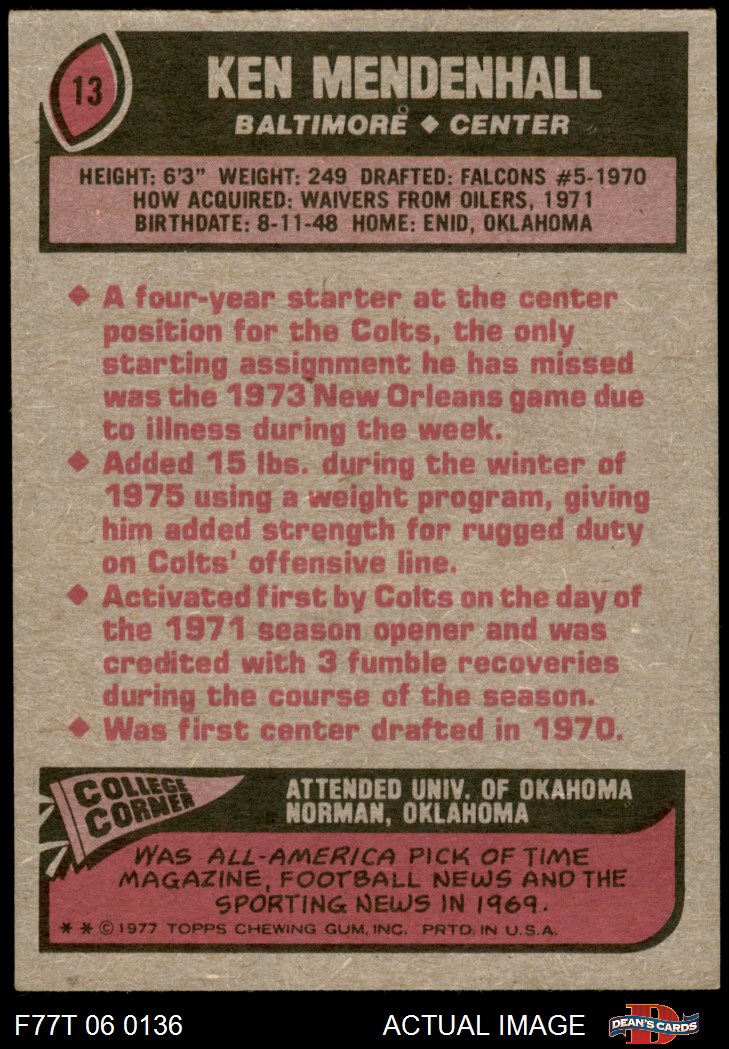 13
KEN MENDENHALL
BALTIMORE ◆ CENTER
HEIGHT: 6'3" WEIGHT: 249 DRAFTED: FALCONS #5-1970
HOW ACQUIRED: WAIVERS FROM OILERS, 1971
BIRTHDATE: 8-11-48 HOME: ENID, OKLAHOMA
◆ A four-year starter at the center
position for the Colts, the only
starting assignment he has missed
was the 1973 New Orleans game due
to illness during the week.
◆ Added 15 lbs. during the winter of
1975 using a weight program, giving
him added strength for rugged duty
on Colts' offensive line.
◆ Activated first by Colts on the day of
the 1971 season opener and was
credited with 3 fumble recoveries
during the course of the season.
◆ Was first center drafted in 1970.
COLLEGE
CORNER
ATTENDED UNIV. OF OKAHOMA
NORMAN, OKLAHOMA
WAS ALL-AMERICA PICK OF TIME
MAGAZINE, FOOTBALL NEWS AND THE
SPORTING NEWS IN 1969.
** © 1977 TOPPS CHEWING GUM, INC. PRTD. IN U.S.A.
F77T 06 0136
ACTUAL IMAGE
D
DEAN'S CARDS